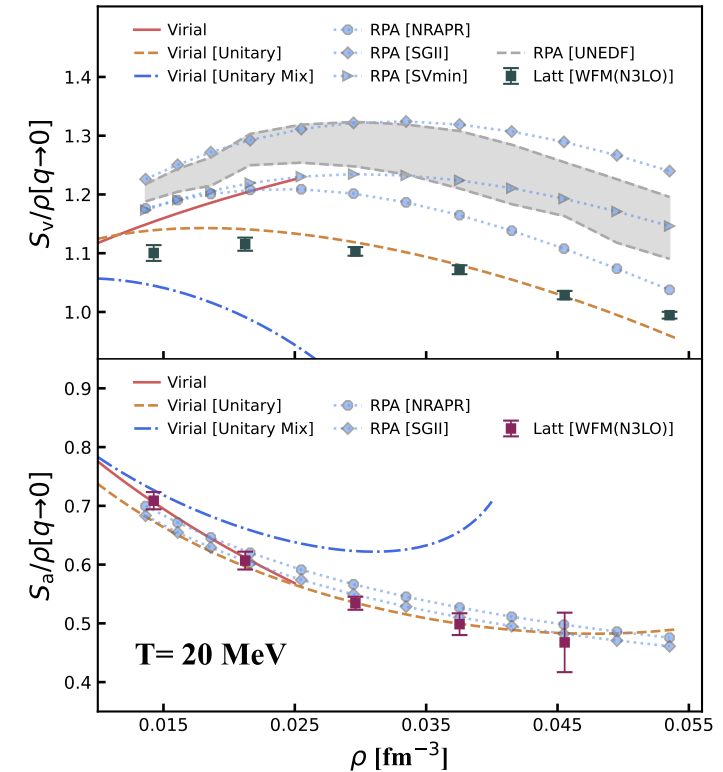 Virial
RPA [NRAPR]
Virial [Unitary]
RPA [SGII]
RPA [UNEDF]
Virial [Unitary Mix]
RPA [SVmin]
Latt [WFM(N3LO)]
1.4
1.3
1.2
1.1
1.0
Sᵥ/ρ[q→0]
Virial
Virial [Unitary]
RPA [NRAPR]
Virial [Unitary Mix]
RPA [SGII]
Latt [WFM(N3LO)]
0.9
0.8
0.7
0.6
0.5
0.4
Sₐ/ρ[q→0]
T= 20 MeV
0.015 0.025 0.035 0.045 0.055
ρ [fm⁻³]